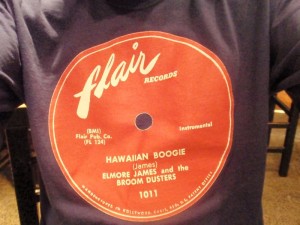 flair
RECORDS
(BMI)
Flair Pub. Co.
(FL 124)
Instrumental
HAWAIIAN BOOGIE
(James)
ELMORE JAMES and the
BROOM DUSTERS
1011